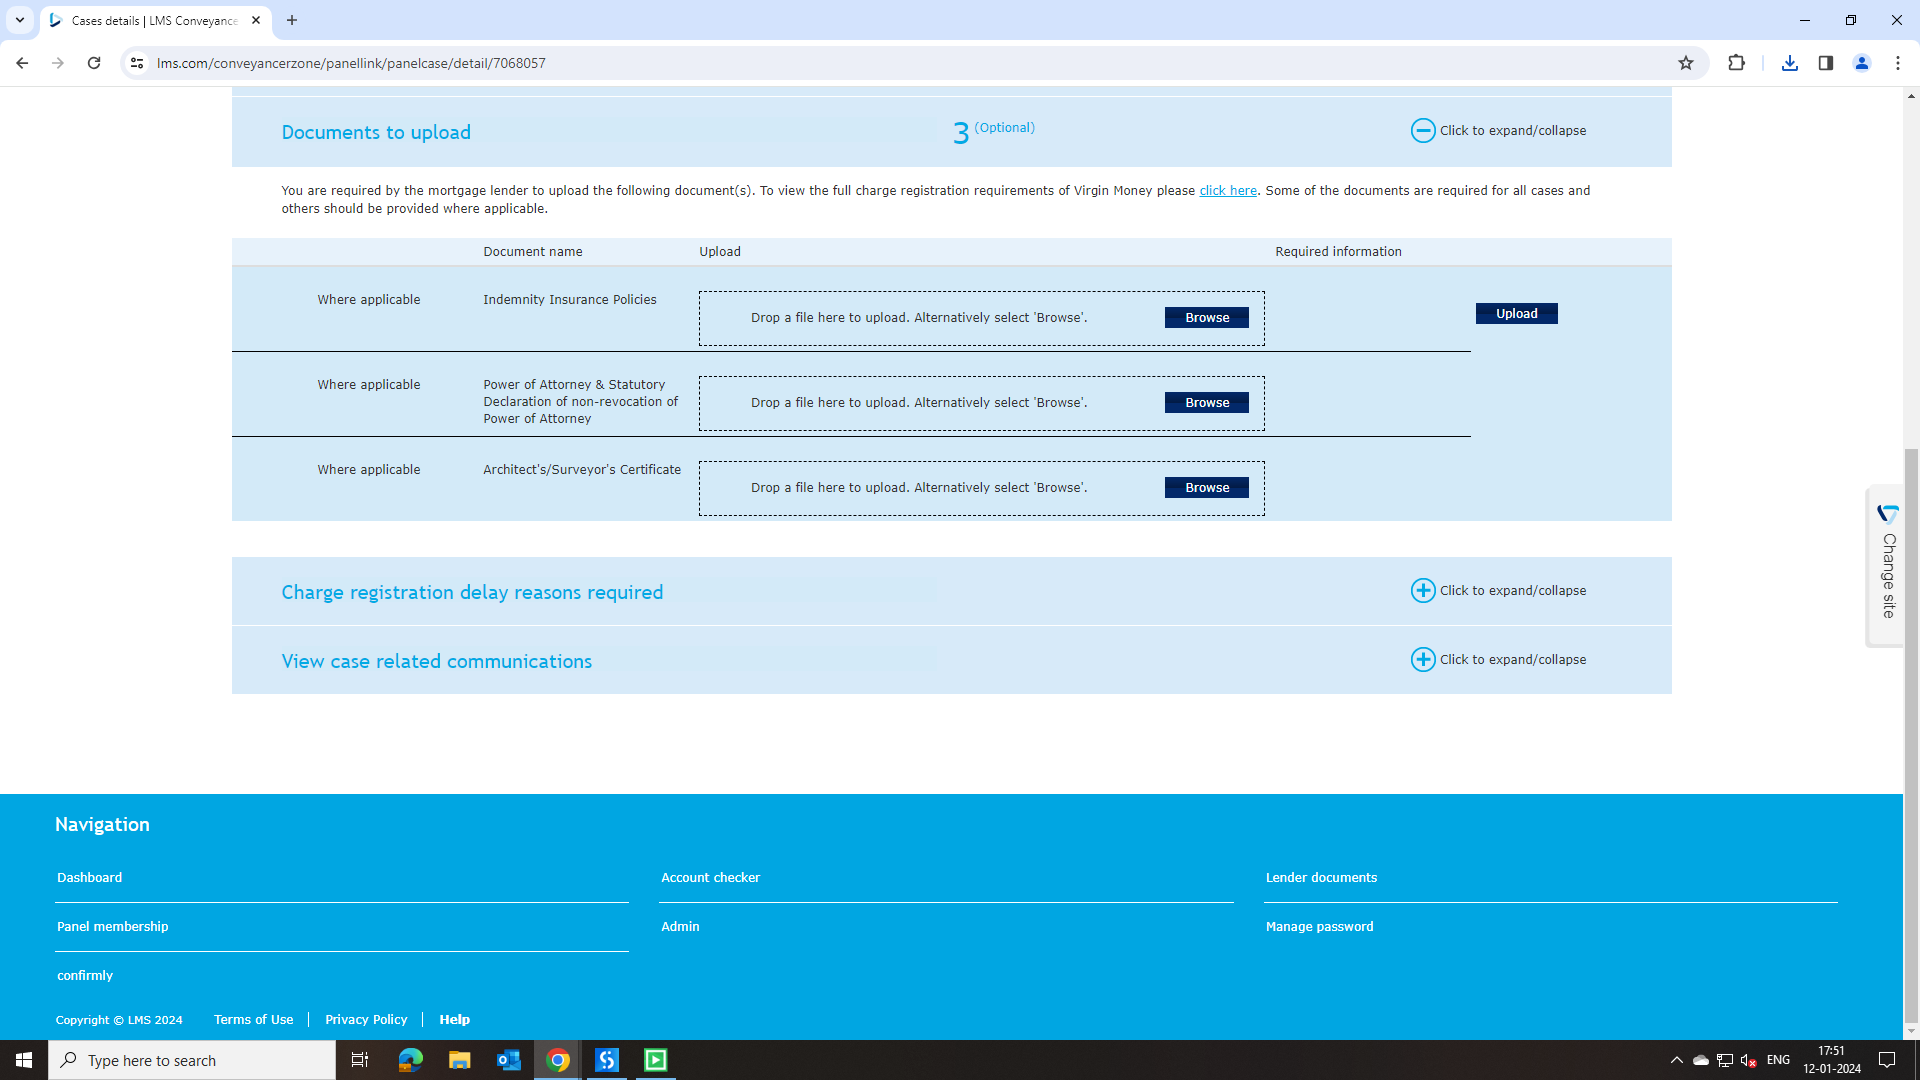 Cases details | LMS Conveyance
lms.com/conveyancerzone/panellink/panelcase/detail/7068057
Documents to upload
3 (Optional)
Click to expand/collapse
You are required by the mortgage lender to upload the following document(s). To view the full charge registration requirements of Virgin Money please click here. Some of the documents are required for all cases and
others should be provided where applicable.
Document name Upload Required information
Where applicable Indemnity Insurance Policies
Drop a file here to upload. Alternatively select 'Browse'.
Browse
Upload
Where applicable
Power of Attorney & Statutory
Declaration of non-revocation of
Power of Attorney
Drop a file here to upload. Alternatively select 'Browse'.
Browse
Where applicable Architect's/Surveyor's Certificate
Drop a file here to upload. Alternatively select 'Browse'.
Browse
Charge registration delay reasons required
Click to expand/collapse
View case related communications
Click to expand/collapse
Change site
Navigation
Dashboard
Account checker
Lender documents
Panel membership
Admin
Manage password
confirmly
Copyright © LMS 2024
Terms of Use
Privacy Policy
Help
Type here to search
ENG
17:51
12-01-2024